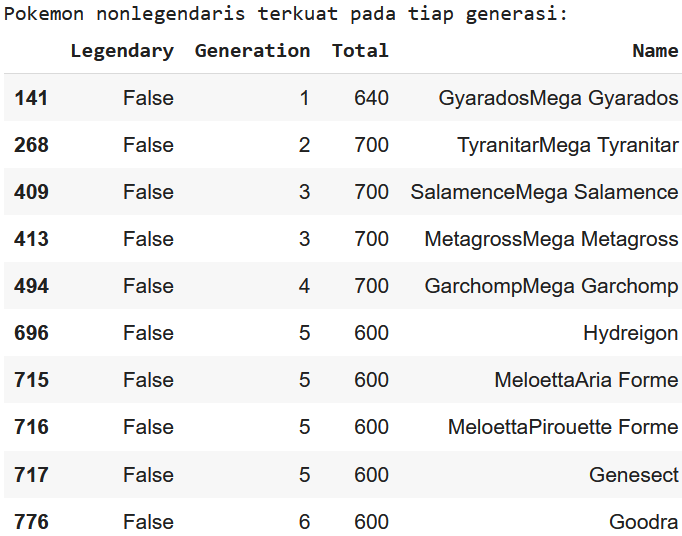 Pokemon nonlegendaris terkuat pada tiap generasi:
Legendary Generation Total Name
141 False 1 640 GyaradosMega Gyarados
268 False 2 700 TyranitarMega Tyranitar
409 False 3 700 SalamenceMega Salamence
413 False 3 700 MetagrossMega Metagross
494 False 4 700 GarchompMega Garchomp
696 False 5 600 Hydreigon
715 False 5 600 MeloettaAria Forme
716 False 5 600 MeloettaPirouette Forme
717 False 5 600 Genesect
776 False 6 600 Goodra